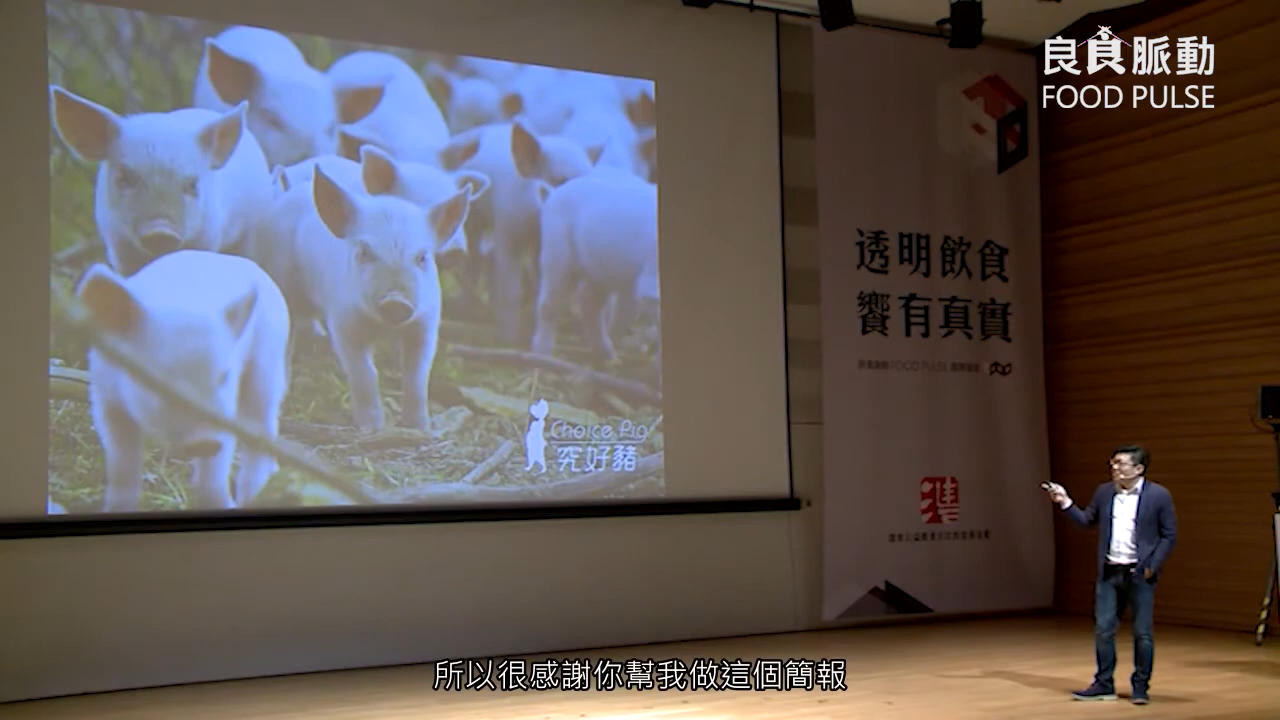 良食脈動
FOOD PULSE
透明飲食
饗有真實
Choice Pig
究好豬
所以很感謝你幫我做這個簡報